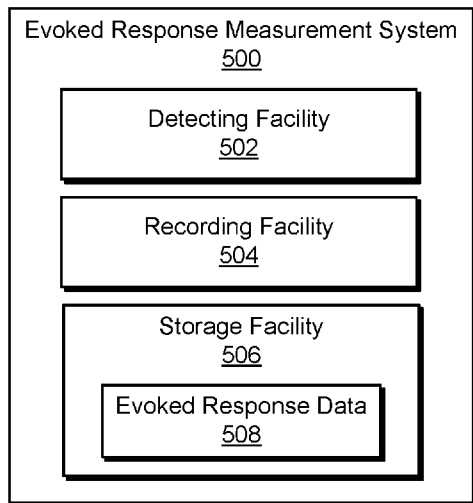 Evoked Response Measurement System
500
Detecting Facility
502
Recording Facility
504
Storage Facility
506
Evoked Response Data
508